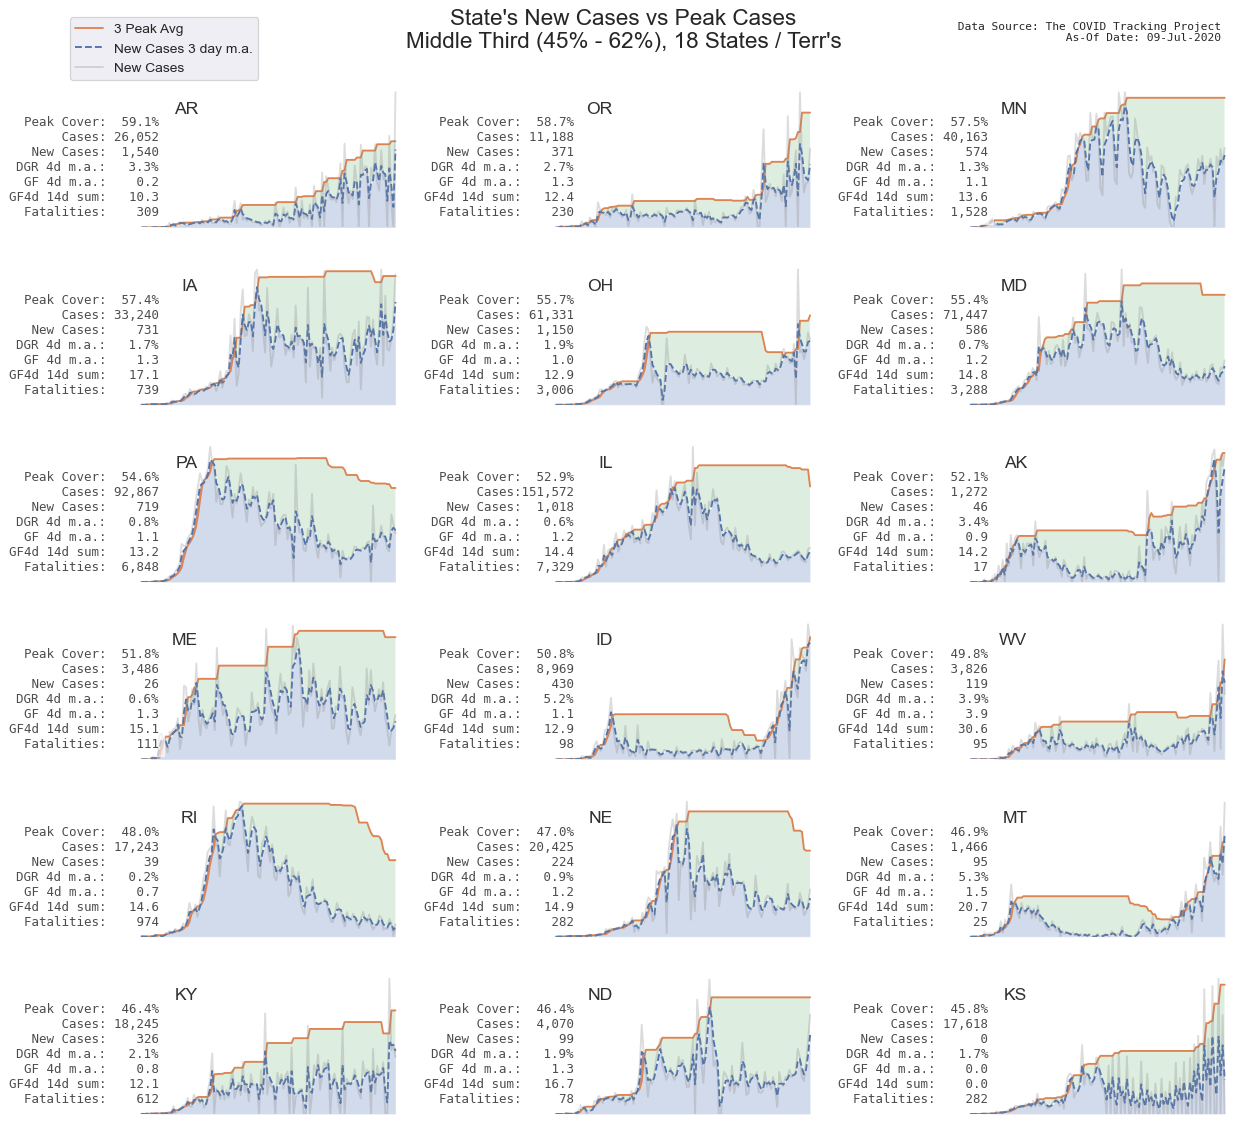 3 Peak Avg
New Cases 3 day m.a.
New Cases
State's New Cases vs Peak Cases
Middle Third (45% - 62%), 18 States / Terr's
Data Source: The COVID Tracking Project
As-Of Date: 09-Jul-2020
AR
Peak Cover: 59.1%
Cases: 26,052
New Cases: 1,540
DGR 4d m.a.: 3.3%
GF 4d m.a.: 0.2
GF4d 14d sum: 10.3
Fatalities: 309
OR
Peak Cover: 58.7%
Cases: 11,188
New Cases: 371
DGR 4d m.a.: 2.7%
GF 4d m.a.: 1.3
GF4d 14d sum: 12.4
Fatalities: 230
MN
Peak Cover: 57.5%
Cases: 40,163
New Cases: 574
DGR 4d m.a.: 1.3%
GF 4d m.a.: 1.1
GF4d 14d sum: 13.6
Fatalities: 1,528
IA
Peak Cover: 57.4%
Cases: 33,240
New Cases: 731
DGR 4d m.a.: 1.7%
GF 4d m.a.: 1.3
GF4d 14d sum: 17.1
Fatalities: 739
OH
Peak Cover: 55.7%
Cases: 61,331
New Cases: 1,150
DGR 4d m.a.: 1.9%
GF 4d m.a.: 1.0
GF4d 14d sum: 12.9
Fatalities: 3,006
MD
Peak Cover: 55.4%
Cases: 71,447
New Cases: 586
DGR 4d m.a.: 0.7%
GF 4d m.a.: 1.2
GF4d 14d sum: 14.8
Fatalities: 3,288
PA
Peak Cover: 54.6%
Cases: 92,867
New Cases: 719
DGR 4d m.a.: 0.8%
GF 4d m.a.: 1.1
GF4d 14d sum: 13.2
Fatalities: 6,848
IL
Peak Cover: 52.9%
Cases:151,572
New Cases: 1,018
DGR 4d m.a.: 0.6%
GF 4d m.a.: 1.2
GF4d 14d sum: 14.4
Fatalities: 7,329
AK
Peak Cover: 52.1%
Cases: 1,272
New Cases: 46
DGR 4d m.a.: 3.4%
GF 4d m.a.: 0.9
GF4d 14d sum: 14.2
Fatalities: 17
ME
Peak Cover: 51.8%
Cases: 3,486
New Cases: 26
DGR 4d m.a.: 0.6%
GF 4d m.a.: 1.3
GF4d 14d sum: 15.1
Fatalities: 111
ID
Peak Cover: 50.8%
Cases: 8,969
New Cases: 430
DGR 4d m.a.: 5.2%
GF 4d m.a.: 1.1
GF4d 14d sum: 12.9
Fatalities: 98
WV
Peak Cover: 49.8%
Cases: 3,826
New Cases: 119
DGR 4d m.a.: 3.9%
GF 4d m.a.: 3.9
GF4d 14d sum: 30.6
Fatalities: 95
RI
Peak Cover: 48.0%
Cases: 17,243
New Cases: 39
DGR 4d m.a.: 0.2%
GF 4d m.a.: 0.7
GF4d 14d sum: 14.6
Fatalities: 974
NE
Peak Cover: 47.0%
Cases: 20,425
New Cases: 224
DGR 4d m.a.: 0.9%
GF 4d m.a.: 1.2
GF4d 14d sum: 14.9
Fatalities: 282
MT
Peak Cover: 46.9%
Cases: 1,466
New Cases: 95
DGR 4d m.a.: 5.3%
GF 4d m.a.: 1.5
GF4d 14d sum: 20.7
Fatalities: 25
KY
Peak Cover: 46.4%
Cases: 18,245
New Cases: 326
DGR 4d m.a.: 2.1%
GF 4d m.a.: 0.8
GF4d 14d sum: 12.1
Fatalities: 612
ND
Peak Cover: 46.4%
Cases: 4,070
New Cases: 99
DGR 4d m.a.: 1.9%
GF 4d m.a.: 1.3
GF4d 14d sum: 16.7
Fatalities: 78
KS
Peak Cover: 45.8%
Cases: 17,618
New Cases: 0
DGR 4d m.a.: 1.7%
GF 4d m.a.: 0.0
GF4d 14d sum: 0.0
Fatalities: 282